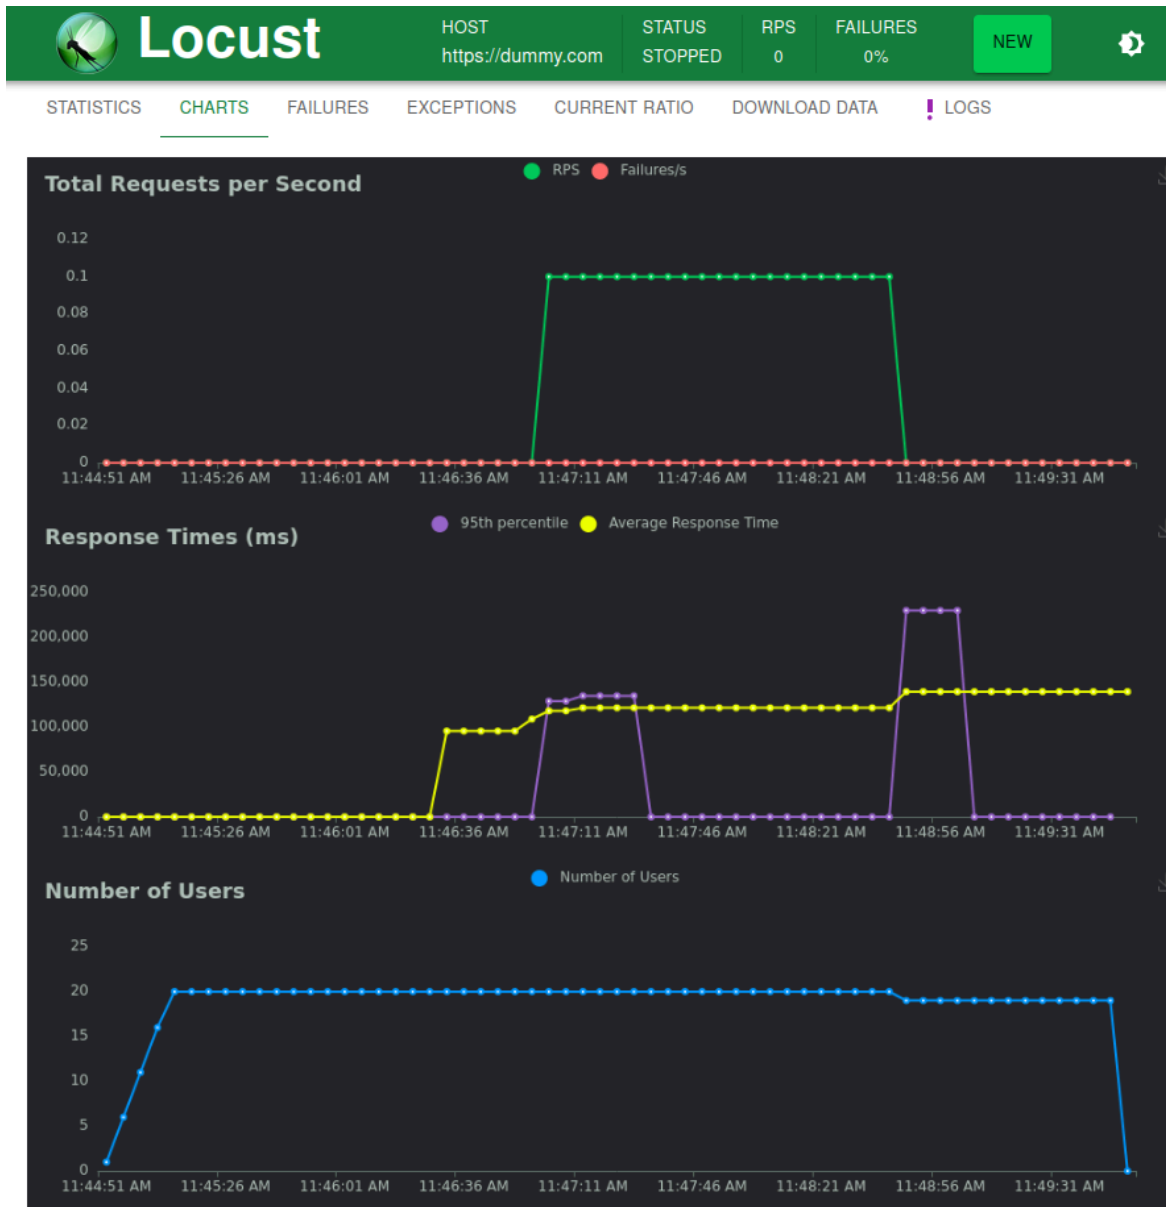 Locust
HOST
https://dummy.com
STATUS
STOPPED
RPS
0
FAILURES
0%
NEW
STATISTICS CHARTS FAILURES EXCEPTIONS CURRENT RATIO DOWNLOAD DATA ! LOGS
Total Requests per Second
RPS Failures/s
0.12
0.1
0.08
0.06
0.04
0.02
0
11:44:51 AM 11:45:26 AM 11:46:01 AM 11:46:36 AM 11:47:11 AM 11:47:46 AM 11:48:21 AM 11:48:56 AM 11:49:31 AM
Response Times (ms)
95th percentile Average Response Time
250,000
200,000
150,000
100,000
50,000
0
11:44:51 AM 11:45:26 AM 11:46:01 AM 11:46:36 AM 11:47:11 AM 11:47:46 AM 11:48:21 AM 11:48:56 AM 11:49:31 AM
Number of Users
Number of Users
25
20
15
10
5
0
11:44:51 AM 11:45:26 AM 11:46:01 AM 11:46:36 AM 11:47:11 AM 11:47:46 AM 11:48:21 AM 11:48:56 AM 11:49:31 AM